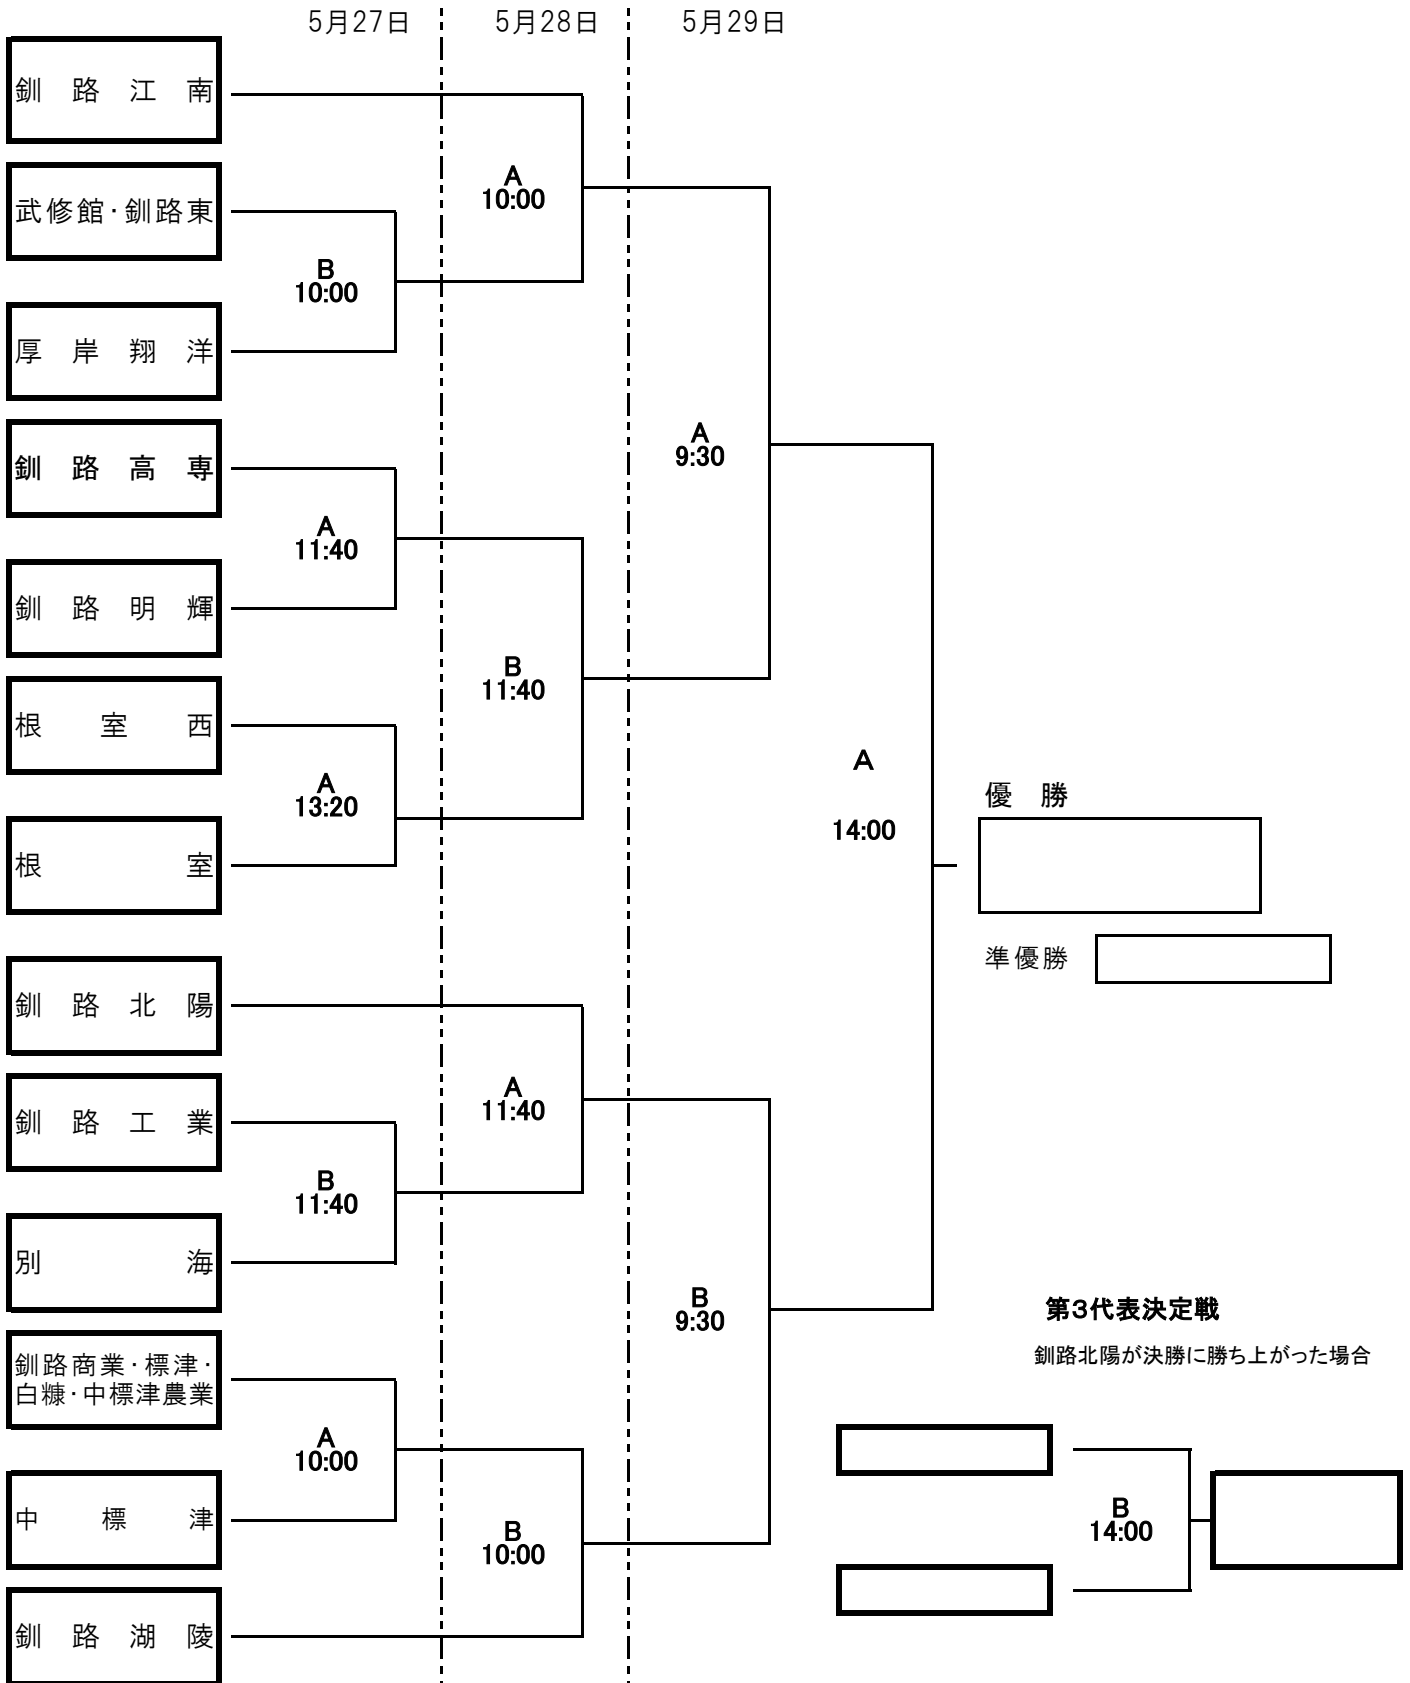 5月27日 5月28日 5月29日
釧路江南
A
10:00
武修館・釧路東
B
10:00
厚岸翔洋
A
9:30
釧路高専
A
11:40
釧路明輝
B
11:40
根室西
A
13:20
A
14:00
優勝
根室
準優勝
釧路北陽
A
11:40
釧路工業
B
11:40
別海
B
9:30
第3代表決定戦
釧路北陽が決勝に勝ち上がった場合
釧路商業・標津・
白糠・中標津農業
A
10:00
中標津
B
10:00
B
14:00
釧路湖陵